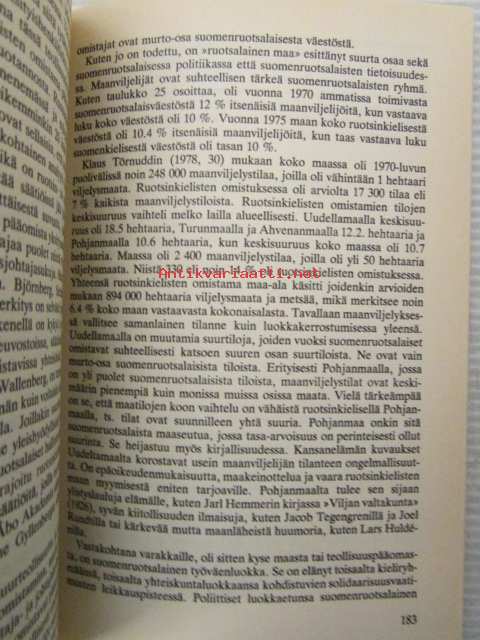 omistajat ovat murto-osa suomenruotsalaisesta väestöstä.
Kuten jo on todettu, on »ruotsalainen maa» esittänyt suurta osaa sekä
suomenruotsalaisessa politiikassa että suomenruotsalaisten tietoisuudes-
sa. Maanviljelijät ovat suhteellisen tärkeä suomenruotsalaisten ryhmä.
Kuten taulukko 25 osoittaa, oli vuonna 1970 ammatissa toimivasta
suomenruotsalaisväestöstä 12 % itsenäisiä maanviljelijöitä, kun vastaava
luku koko väestöstä oli 10 %. Vuonna 1975 maan koko ruotsinkielisestä
väestöstä oli 10.4 % itsenäisiä maanviljelijöitä, kun taas vastaava luku
suomenkielisestä väestöstä oli tasan 10 %.
Klaus Törnuddin (1978, 30) mukaan koko maassa oli 1970-luvun
puolivälissä noin 248 000 maanviljelystilaa, joilla oli vähintään 1 hehtaari
viljelysmaata. Ruotsinkielisten omistuksessa oli arviolta 17 300 tilaa eli
7 % kaikista maanviljelystiloista. Ruotsinkielisten omistamien tilojen
keskisuuruus vaihteli melko lailla alueellisesti. Uudellamaalla keskisuu-
ruus oli 18.5 hehtaaria, Turunmaalla ja Ahvenanmaalla 12.2. hehtaaria ja
Pohjanmaalla 10.6 hehtaaria, kun keskisuuruus koko maassa oli 10.7
hehtaaria. Maassa oli 2 400 maanviljelystilaa, joilla oli yli 50 hehtaaria
viljelysmaata. Niistä 330 eli noin 14 % oli ruotsinkielisten omistuksessa.
Yhteensä ruotsinkielisten omistama maa-ala käsitti joidenkin arvioiden
mukaan 894 000 hehtaaria viljelysmaata ja metsää, mikä merkitsee noin
6.4 % koko maan vastaavasta kokonaisalasta. Tavallaan maanviljelykses-
sä vallitsee samanlainen tilanne kuin luokkakerrostumisessa yleensä.
Uudellamaalla on muutamia suurtiloja, joiden vuoksi suomenruotsalaiset
omistavat suhteellisesti katsoen suuren osan suurtiloista. Ne ovat vain
murto-osa suomenruotsalaisista tiloista. Erityisesti Pohjanmaalla, jossa
on yli puolet suomenruotsalaisista tiloista, maanviljelystilat ovat keski-
määrin pienempiä kuin monissa muissa osissa maata. Vielä tärkeämpää
on se, että maatilojen koon vaihtelu on vähäistä ruotsinkielisellä Pohjan-
maalla, ts. tilat ovat suunnilleen yhtä suuria. Pohjanmaa onkin sitä
suomenruotsalaista maaseutua, jossa tasa-arvoisuus on perinteisesti ollut
suurinta. Se heijastuu myös kirjallisuudessa. Kansanelämän kuvaukset
Uudeltamaalta korostavat usein maanviljelijän tilanteen ongelmallisuut-
ta. On epäoikeudenmukaisuutta, maakeinottelua ja vaara ruotsinkielisten
maan myymisestä eniten tarjoaville. Pohjanmaalta tulee sen sijaan
ylistyslauluja elämälle, kuten Jarl Hemmerin kirjassa »Viljan valtakunta»
(1926), syvän kiitollisuuden ilmaisuja, kuten Jacob Tegengrenillä ja Joel
Rundtilla tai kärkevää mutta maanläheistä huumoria, kuten Lars Huldé-
nilla.
Vastakohtana varakkaille, oli sitten kyse maasta tai teollisuuspääomas-
ta, on suomenruotsalainen työväenluokka. Se on elänyt toisaalta kieliryh-
määnsä, toisaalta yhteiskuntaluokkaansa kohdistuvien solidaarisuusvaati-
musten leikkauspisteessä. Poliittiset luokkaetunsa suomenruotsalainen
183
antikvariaatti.net